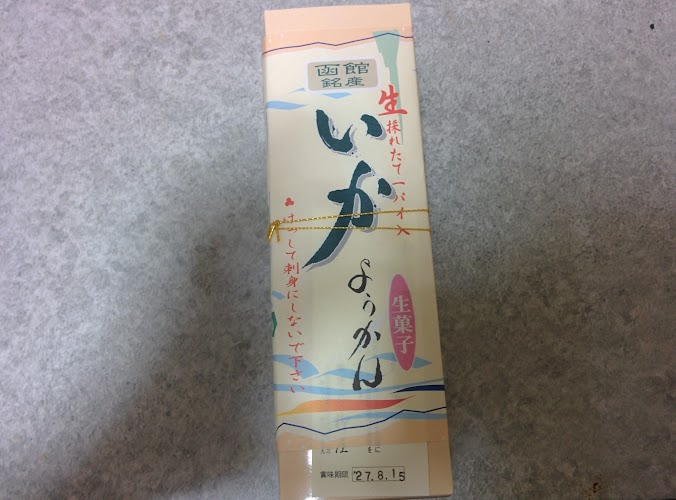 函館
銘産
生
採れたて一パイ入
いか
ようかん
けっして刺身にしないで下さい
生菓子
賞味期限 '27.8.15